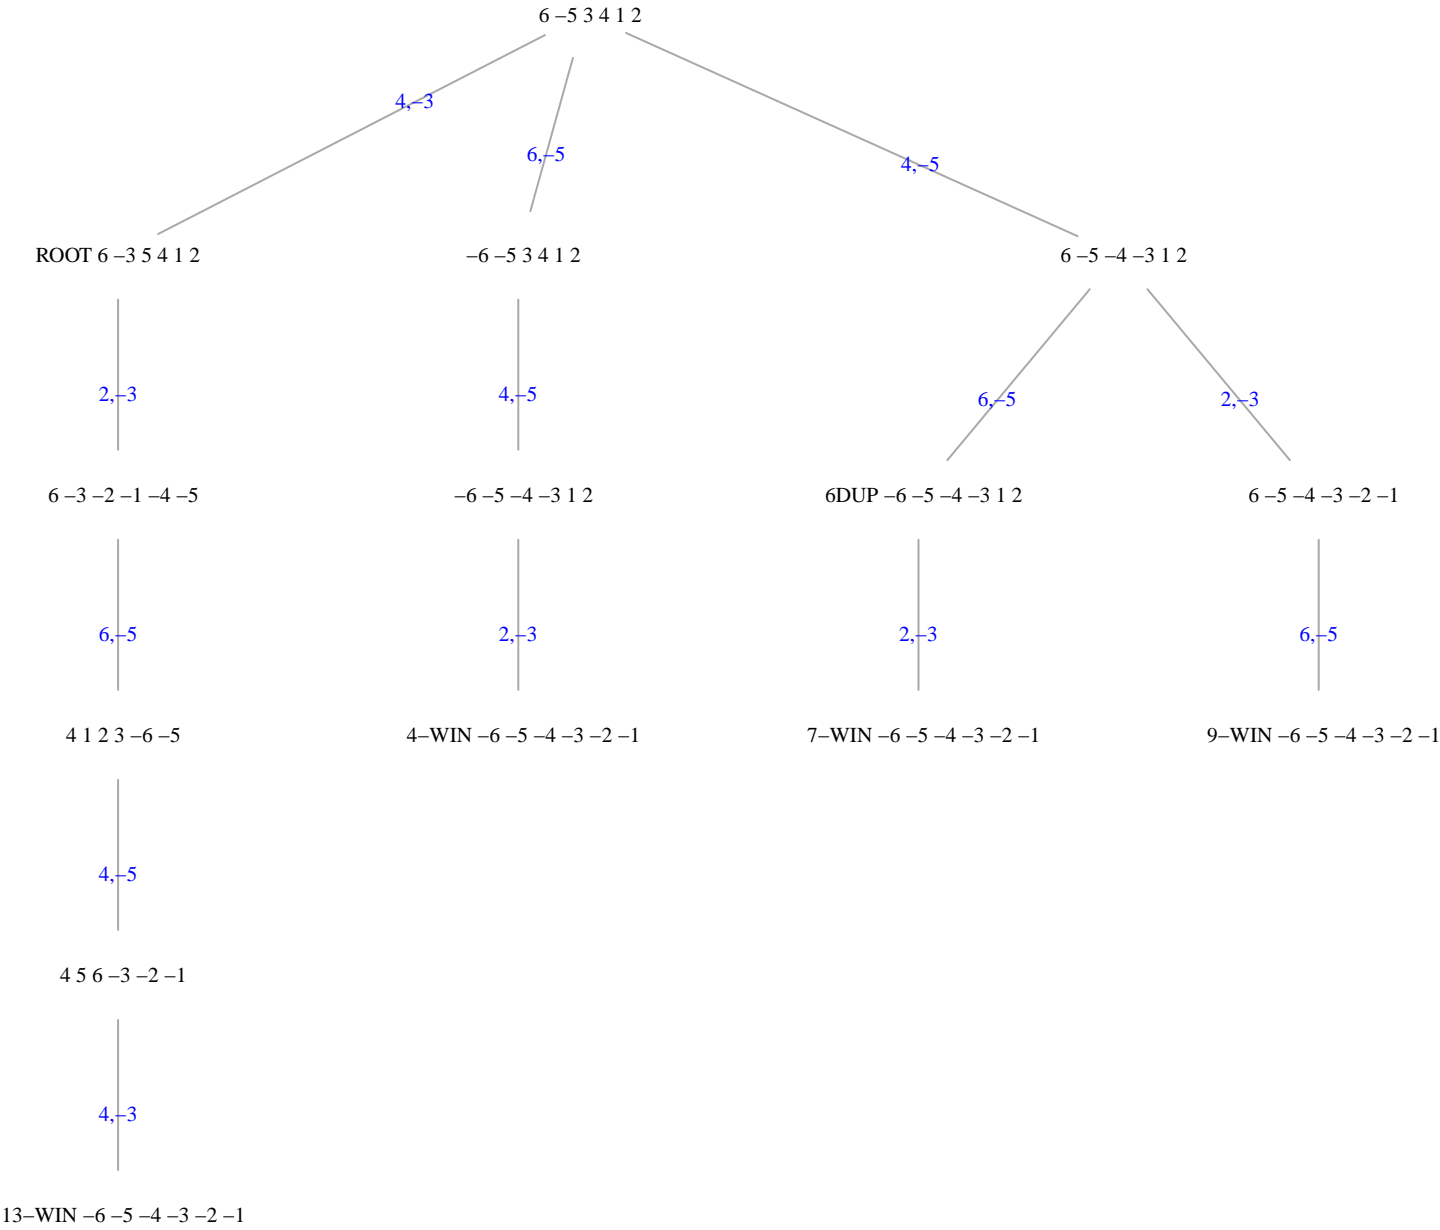 6 –5 3 4 1 2
4,–3
6,–5
4,–5
ROOT 6 –3 5 4 1 2
–6 –5 3 4 1 2
6 –5 –4 –3 1 2
2,–3
4,–5
6,–5
2,–3
6 –3 –2 –1 –4 –5
–6 –5 –4 –3 1 2
6DUP –6 –5 –4 –3 1 2
6 –5 –4 –3 –2 –1
6,–5
2,–3
2,–3
6,–5
4 1 2 3 –6 –5
4–WIN –6 –5 –4 –3 –2 –1
7–WIN –6 –5 –4 –3 –2 –1
9–WIN –6 –5 –4 –3 –2 –1
4,–5
4 5 6 –3 –2 –1
4,–3
13–WIN –6 –5 –4 –3 –2 –1